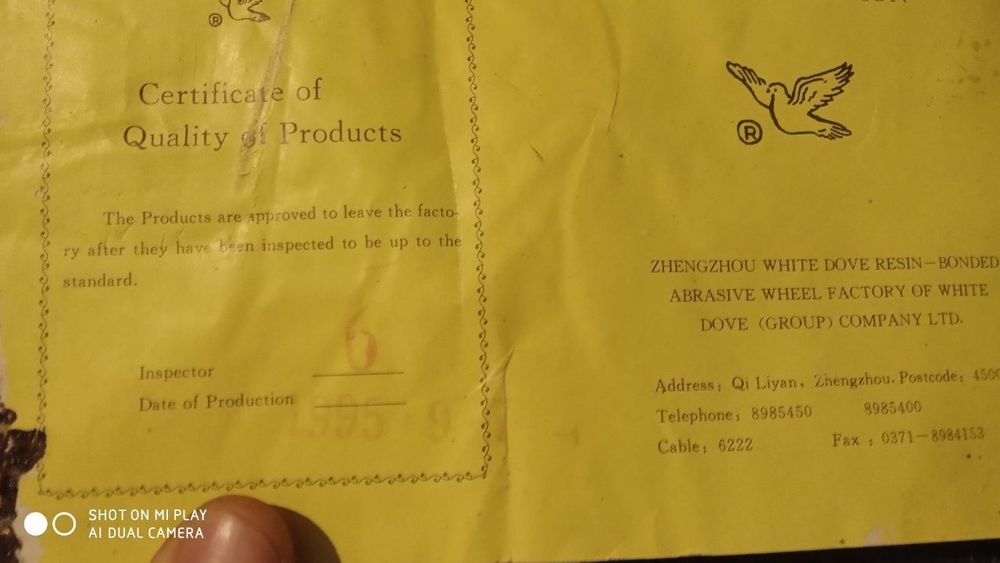 ®
Certificate of
Quality of Products
The Products are approved to leave the facto-
ry after they have been inspected to be up to the
standard.
Inspector 6
Date of Production 1995 9
®
ZHENGZHOU WHITE DOVE RESIN-BONDED
ABRASIVE WHEEL FACTORY OF WHITE
DOVE (GROUP) COMPANY LTD.
Address: Qi Liyan, Zhengzhou. Postcode: 4500
Telephone: 8985450 8985400
Cable: 6222 Fax: 0371-8984153
SHOT ON MI PLAY
AI DUAL CAMERA